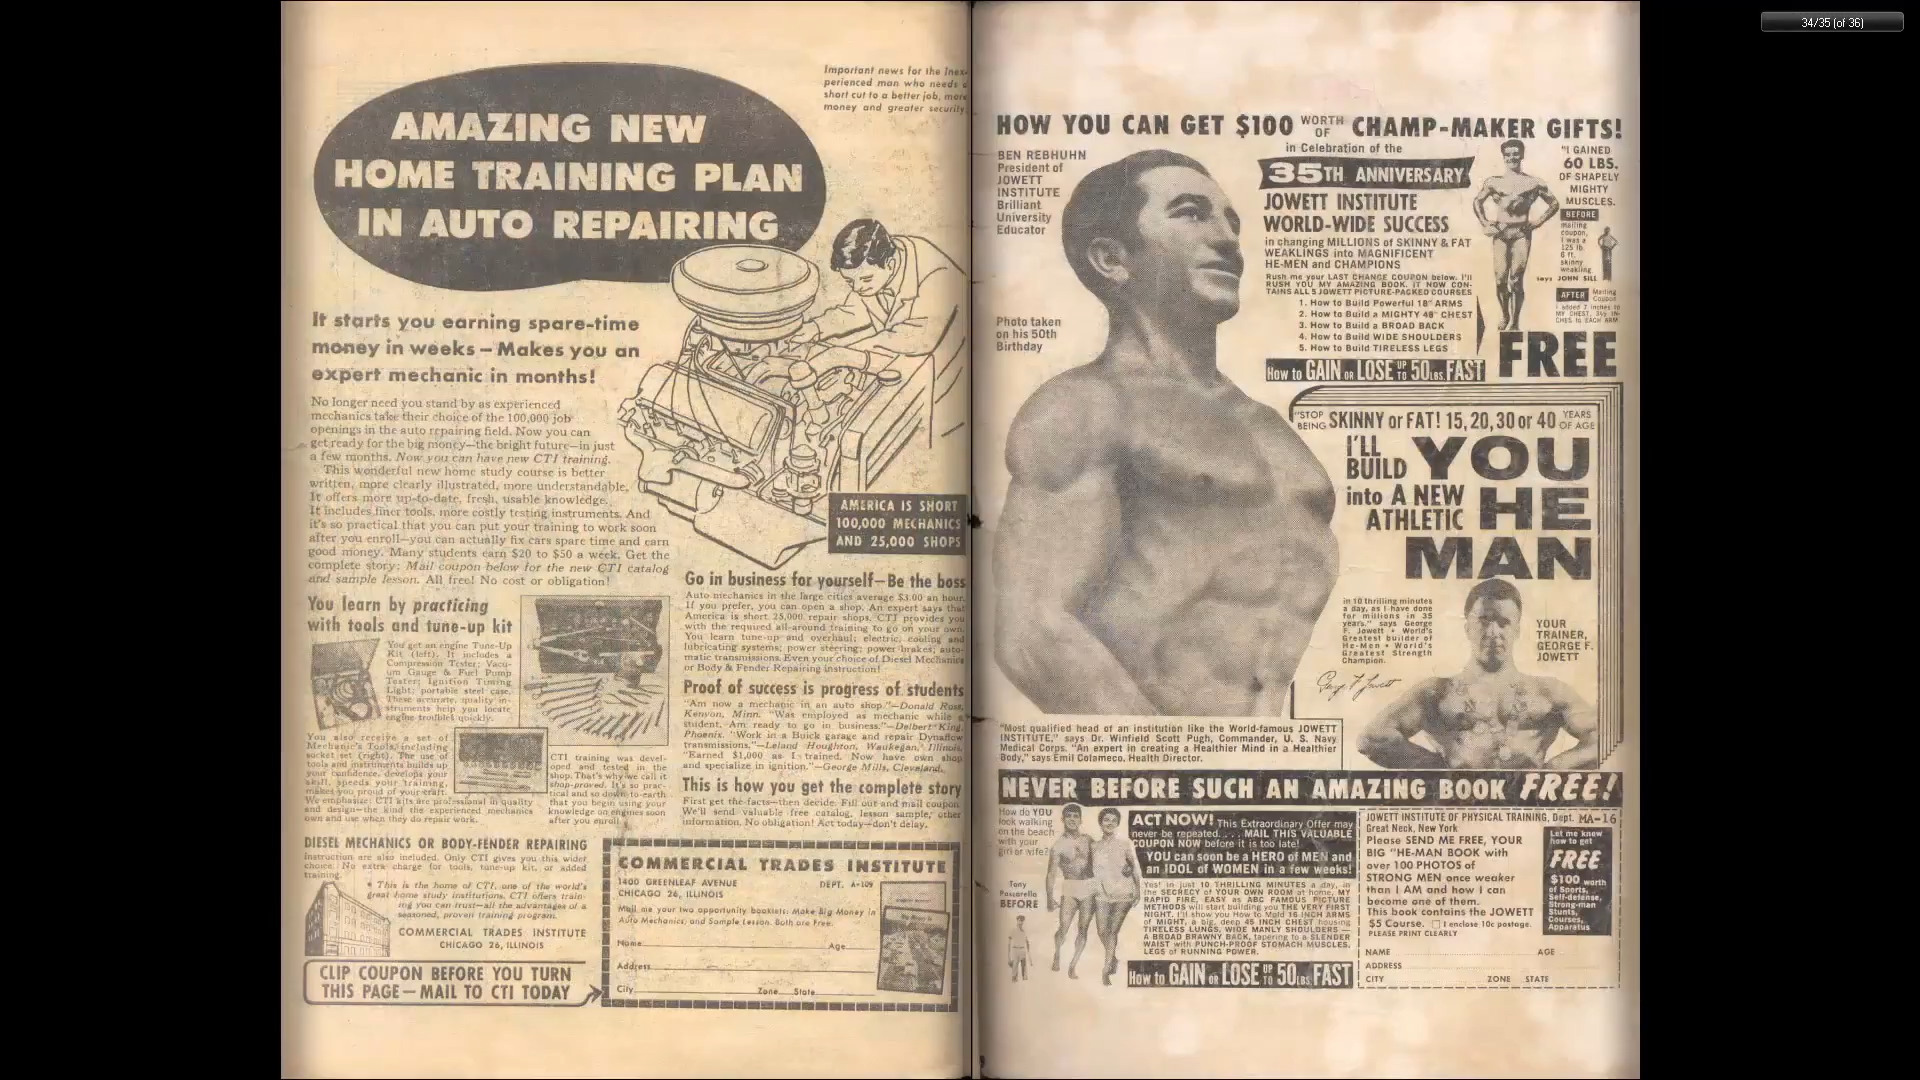 34/35 (of 36)
Important news for the Inex-
perienced man who needs a
short cut to a better job, more
money and greater security.
AMAZING NEW
HOME TRAINING PLAN
IN AUTO REPAIRING
It starts you earning spare-time
money in weeks – Makes you an
expert mechanic in months!
No longer need you stand by as experienced
mechanics take their choice of the 100,000 job
openings in the auto repairing field. Now you can
get ready for the big money—the bright future—in just
a few months. Now you can have new CTI training.
This wonderful new home study course is better
written, more clearly illustrated, more understandable.
It offers more up-to-date, fresh, usable knowledge.
It includes finer tools, more costly testing instruments. And
it's so practical that you can put your training to work soon
after you enroll—you can actually fix cars spare time and earn
good money. Many students earn $20 to $50 a week. Get the
complete story: Mail coupon below for the new CTI catalog
and sample lesson. All free! No cost or obligation!
AMERICA IS SHORT
100,000 MECHANICS
AND 25,000 SHOPS
You learn by practicing
with tools and tune-up kit
You get an engine Tune-Up
Kit (left). It includes a
Compression Tester; Vacu-
um Gauge & Fuel Pump
Tester; Ignition Timing
Light; portable steel case.
These accurate, quality in-
struments help you locate
engine troubles quickly.
You also receive a set of
Mechanic's Tools, including
socket set (right). The use of
tools and instruments builds up
your confidence, develops your
skill, speeds your training,
makes you proud of your craft.
We emphasize: CTI kits are professional in quality
and design—the kind the experienced mechanics
own and use when they do repair work.
CTI training was devel-
oped and tested in the
shop. That's why we call it
shop-proved. It's so prac-
tical and so down-to-earth
that you begin using your
knowledge on engines soon
after you enroll.
Go in business for yourself—Be the boss
Auto mechanics in the large cities average $3.00 an hour.
If you prefer, you can open a shop. An expert says that
America is short 25,000 repair shops. CTI provides you
with the required all-around training to go on your own.
You learn tune-up and overhaul; electric, cooling and
lubricating systems; power steering; power brakes; auto-
matic transmissions. Even your choice of Diesel Mechanics
or Body & Fender Repairing instruction!
Proof of success is progress of students
"Am now a mechanic in an auto shop."—Donald Ross,
Kenyon, Minn. "Was employed as mechanic while a
student. Am ready to go in business."—Delbert King,
Phoenix. "Work in a Buick garage and repair Dynaflow
transmissions."—Leland Houghton, Waukegan, Illinois.
"Earned $1,000 as I trained. Now have own shop
and specialize in ignition."—George Mills, Cleveland.
This is how you get the complete story
First get the facts—then decide. Fill out and mail coupon.
We'll send valuable free catalog, lesson sample, other
information. No obligation! Act today—don't delay.
DIESEL MECHANICS OR BODY-FENDER REPAIRING
Instruction are also included. Only CTI gives you this wider
choice. No extra charge for tools, tune-up kit, or added
training.
• This is the home of CTI, one of the world's
great home study institutions. CTI offers train-
ing you can trust—all the advantages of a
seasoned, proven training program.
COMMERCIAL TRADES INSTITUTE
CHICAGO 26, ILLINOIS
CLIP COUPON BEFORE YOU TURN
THIS PAGE—MAIL TO CTI TODAY
COMMERCIAL TRADES INSTITUTE
1400 GREENLEAF AVENUE DEPT. A-109
CHICAGO 26, ILLINOIS
Mail me your two opportunity booklets: Make Big Money in
Auto Mechanics, and Sample Lesson. Both are Free.
Name Age
Address
City Zone State
HOW YOU CAN GET $100 WORTH OF CHAMP-MAKER GIFTS!
in Celebration of the
35TH ANNIVERSARY
JOWETT INSTITUTE
WORLD-WIDE SUCCESS
in changing MILLIONS of SKINNY & FAT
WEAKLINGS into MAGNIFICENT
HE-MEN and CHAMPIONS
Rush me your LAST CHANCE COUPON below. I'll
RUSH YOU MY AMAZING BOOK. IT NOW CON-
TAINS ALL 5 JOWETT PICTURE-PACKED COURSES
1. How to Build Powerful 18" ARMS
2. How to Build a MIGHTY 48" CHEST
3. How to Build a BROAD BACK
4. How to Build WIDE SHOULDERS
5. How to Build TIRELESS LEGS
How to GAIN OR LOSE UP TO 50 LBS. FAST
FREE
BEN REBHUHN
President of
JOWETT
INSTITUTE
Brilliant
University
Educator
Photo taken
on his 50th
Birthday
"I GAINED
60 LBS.
OF SHAPELY
MIGHTY
MUSCLES.
BEFORE
mailing
coupon,
I was a
125 lb.
6 ft.
skinny
weakling
says JOHN SILL
AFTER Mailing
Coupon
I added 7 inches to
MY CHEST, 3½ IN-
CHES to EACH ARM
"STOP BEING SKINNY or FAT! 15, 20, 30 or 40 YEARS OF AGE
I'LL BUILD YOU
into A NEW HE
ATHLETIC MAN
in 10 thrilling minutes
a day, as I have done
for millions in 35
years," says George
F. Jowett • World's
Greatest builder of
He-Men • World's
Greatest Strength
Champion.
George F. Jowett
YOUR
TRAINER,
GEORGE F.
JOWETT
"Most qualified head of an institution like the World-famous JOWETT
INSTITUTE," says Dr. Winfield Scott Pugh, Commander, U. S. Navy
Medical Corps. "An expert in creating a Healthier Mind in a Healthier
Body," says Emil Colameco, Health Director.
NEVER BEFORE SUCH AN AMAZING BOOK FREE!
How do YOU
look walking
on the beach
with your
girl or wife?
Tony
Passarelle
BEFORE
ACT NOW! This Extraordinary Offer may
never be repeated. . . . MAIL THIS VALUABLE
COUPON NOW before it is too late!
YOU can soon be a HERO of MEN and
an IDOL of WOMEN in a few weeks!
Yes! In just 10 THRILLING MINUTES a day, in
the SECRECY of YOUR OWN ROOM at home, MY
RAPID FIRE, EASY as ABC FAMOUS PICTURE
METHODS will start building you THE VERY FIRST
NIGHT. I'll show you How to Mold 16 INCH ARMS
of MIGHT, a big, deep 45 INCH CHEST housing
TIRELESS LUNGS, WIDE MANLY SHOULDERS —
A BROAD BRAWNY BACK, tapering to a SLENDER
WAIST with PUNCH-PROOF STOMACH MUSCLES,
LEGS of RUNNING POWER.
How to GAIN OR LOSE UP TO 50 LBS. FAST
JOWETT INSTITUTE OF PHYSICAL TRAINING, Dept. MA-16
Great Neck, New York
Please SEND ME FREE, YOUR
BIG "HE-MAN BOOK with
over 100 PHOTOS of
STRONG MEN once weaker
than I AM and how I can
become one of them.
This book contains the JOWETT
$5 Course. I enclose 10c postage.
PLEASE PRINT CLEARLY
Let me know
how to get
FREE
$100 worth
of Sports,
Self-defense,
Strong-man
Stunts,
Courses,
Apparatus
NAME AGE
ADDRESS
CITY ZONE STATE